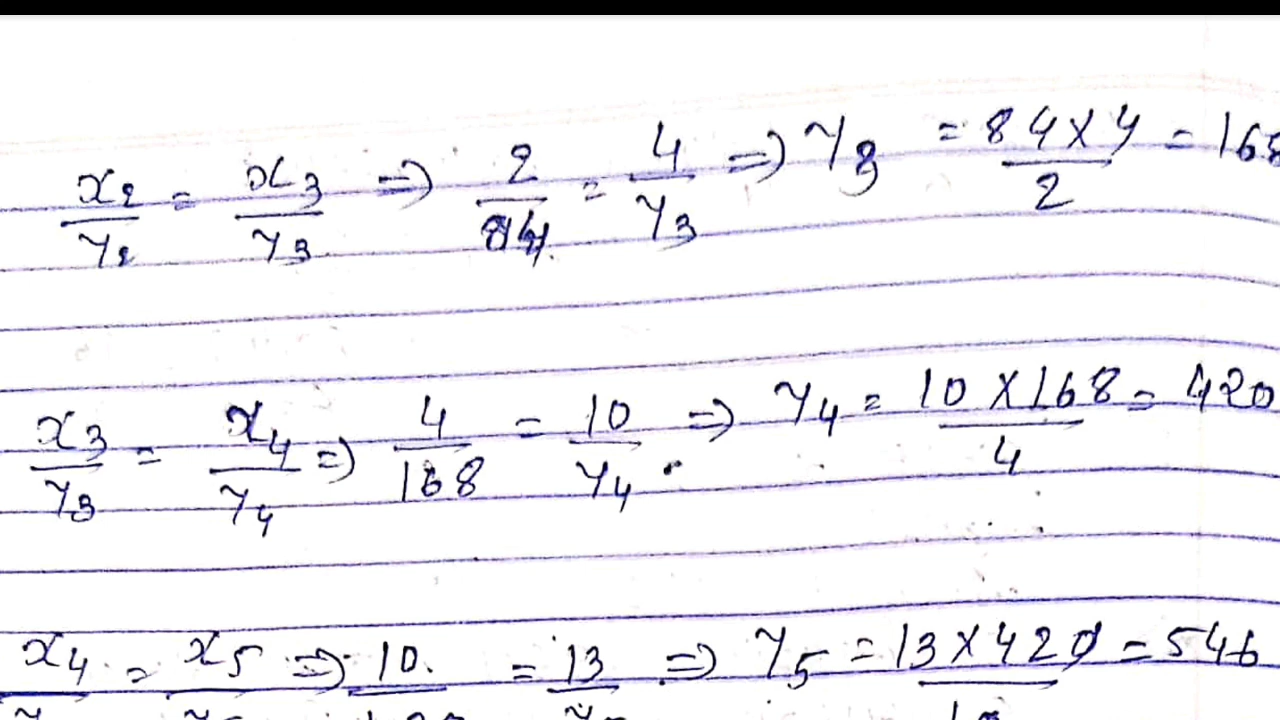 x₂/y₂ = x₃/y₃ ⇒ 2/84 = 4/y₃ ⇒ y₃ = 84×4/2 = 168
x₃/y₃ = x₄/y₄ ⇒ 4/168 = 10/y₄ ⇒ y₄ = 10×168/4 = 420
x₄ = x₅ ⇒ 10 = 13 ⇒ y₅ = 13×420 = 546